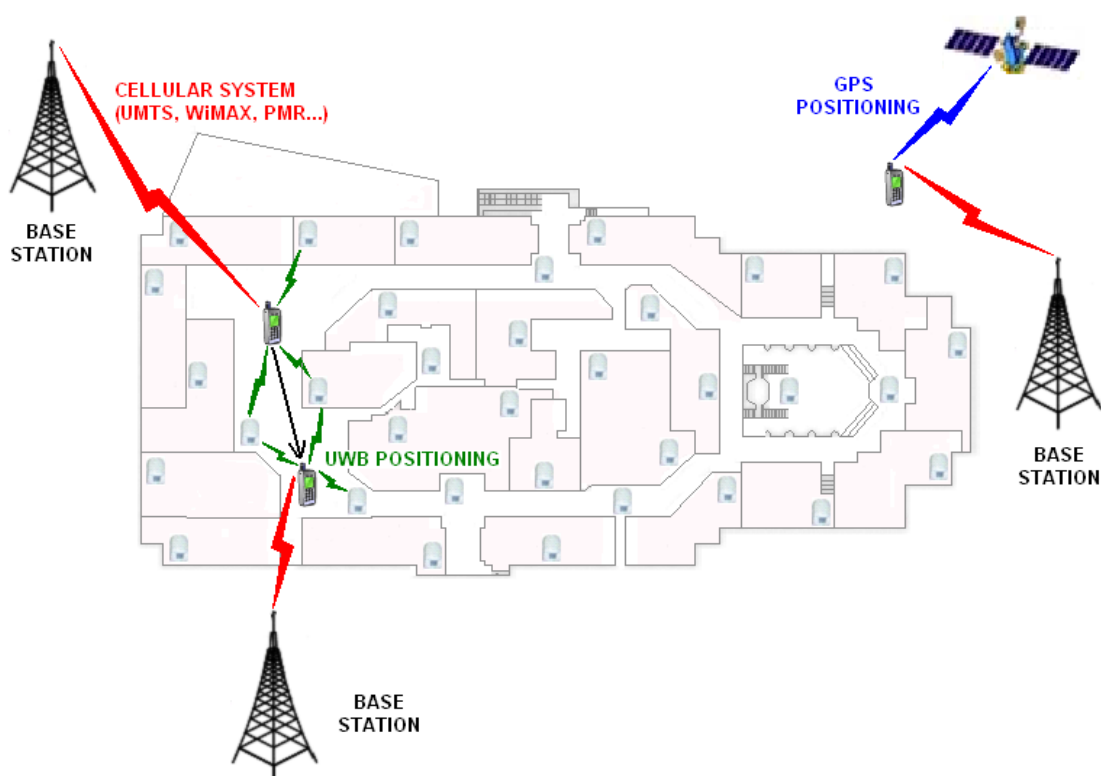 CELLULAR SYSTEM
(UMTS, WiMAX, PMR...)
GPS
POSITIONING
BASE
STATION
UWB POSITIONING
BASE
STATION
BASE
STATION